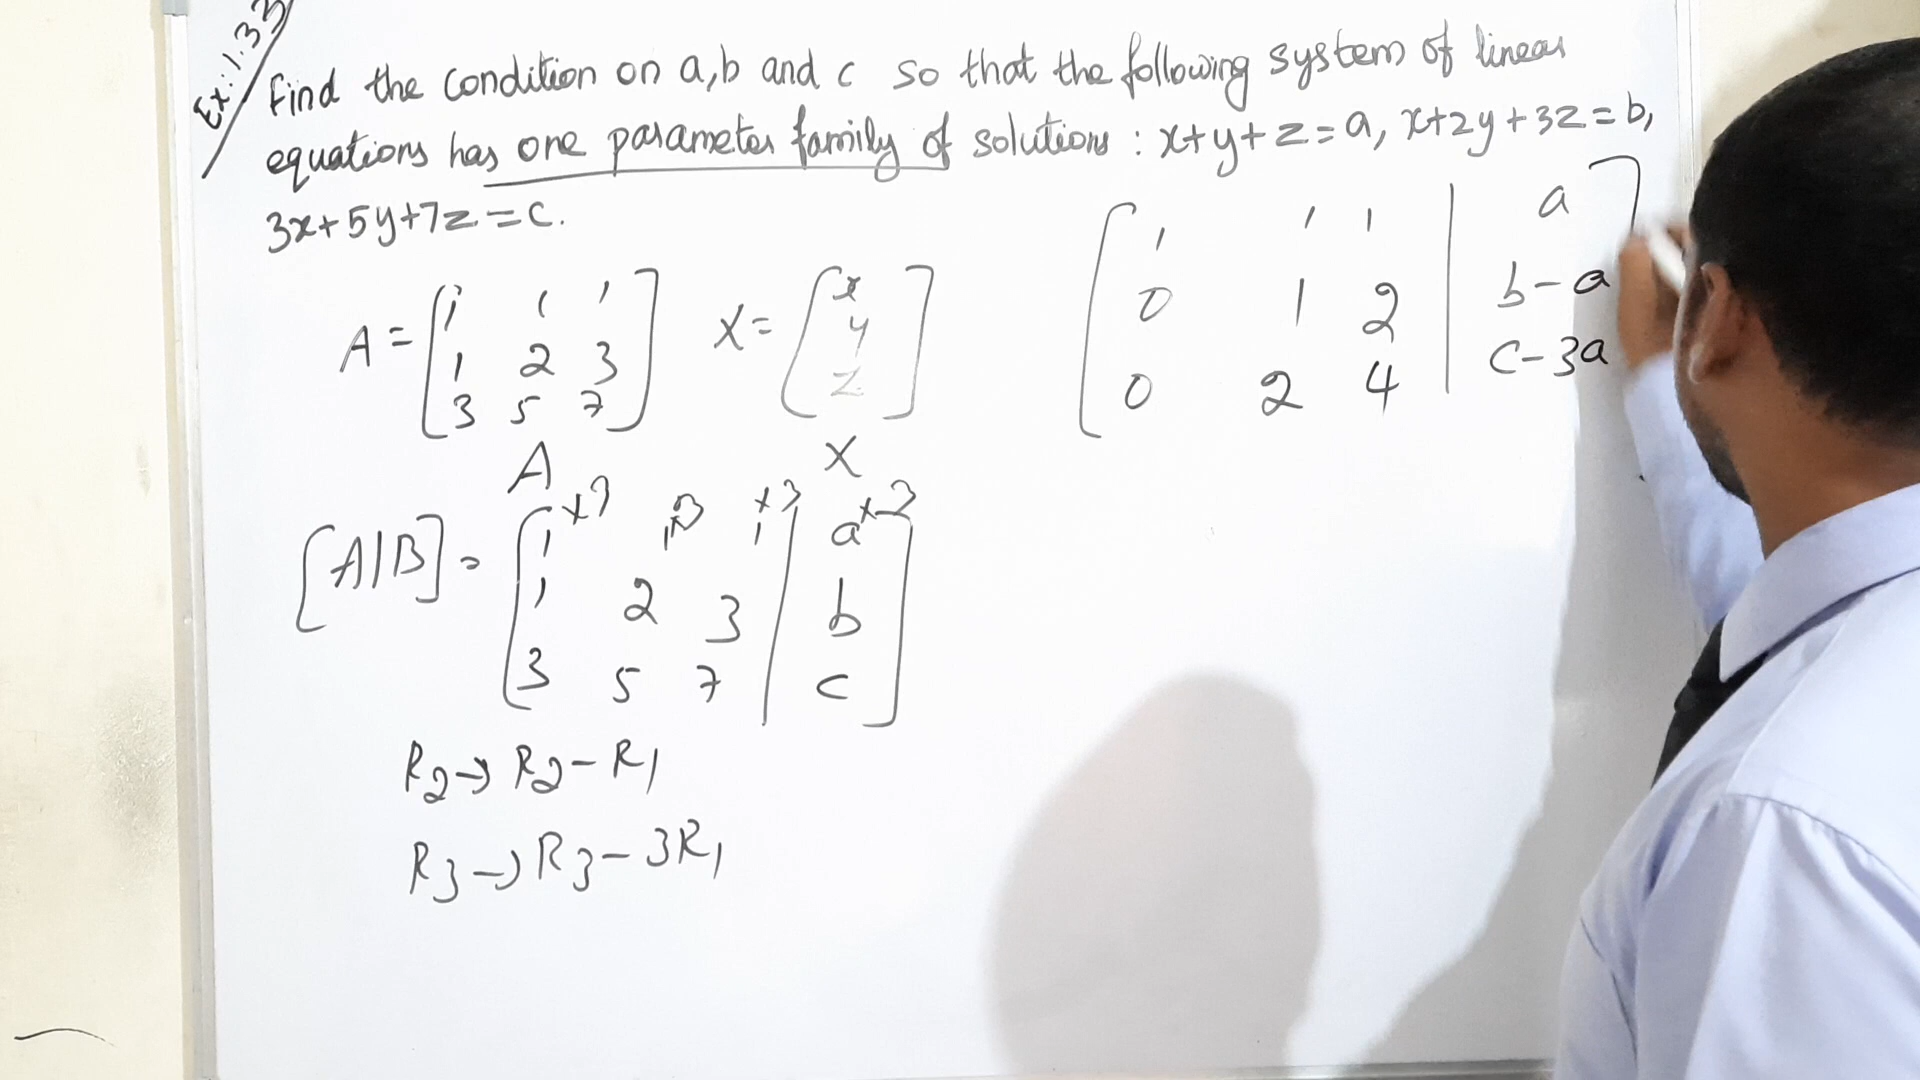 Ex: 1.33
Find the condition on a,b and c so that the following system of linear
equations has one parameter family of solutions : x+y+z=a, x+2y+3z=b,
3x+5y+7z=c.
A = [ 1 1 1
1 2 3
3 5 7 ]
X = [ x
y
z ]
A X
[A|B] = [ 1 ×3 1 ×3 1 ×3 | a ×3
1 2 3 | b
3 5 7 | c ]
R2→R2-R1
R3→R3-3R1
[ 1 1 1 | a
0 1 2 | b-a
0 2 4 | c-3a ]